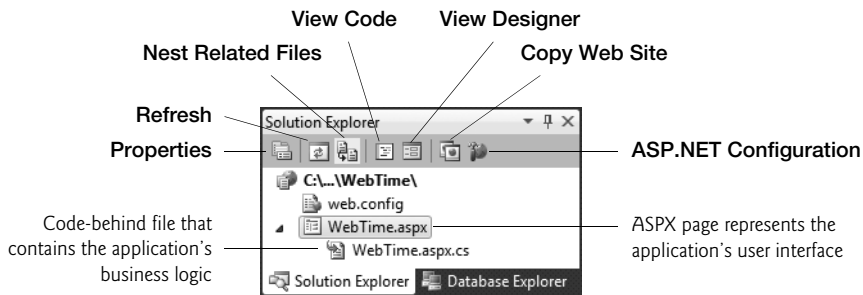 View Code
View Designer
Nest Related Files
Copy Web Site
Refresh
Properties
ASP.NET Configuration
Solution Explorer
C:\...\WebTime\
web.config
WebTime.aspx
WebTime.aspx.cs
Solution Explorer
Database Explorer
Code-behind file that
contains the application's
business logic
ASPX page represents the
application's user interface